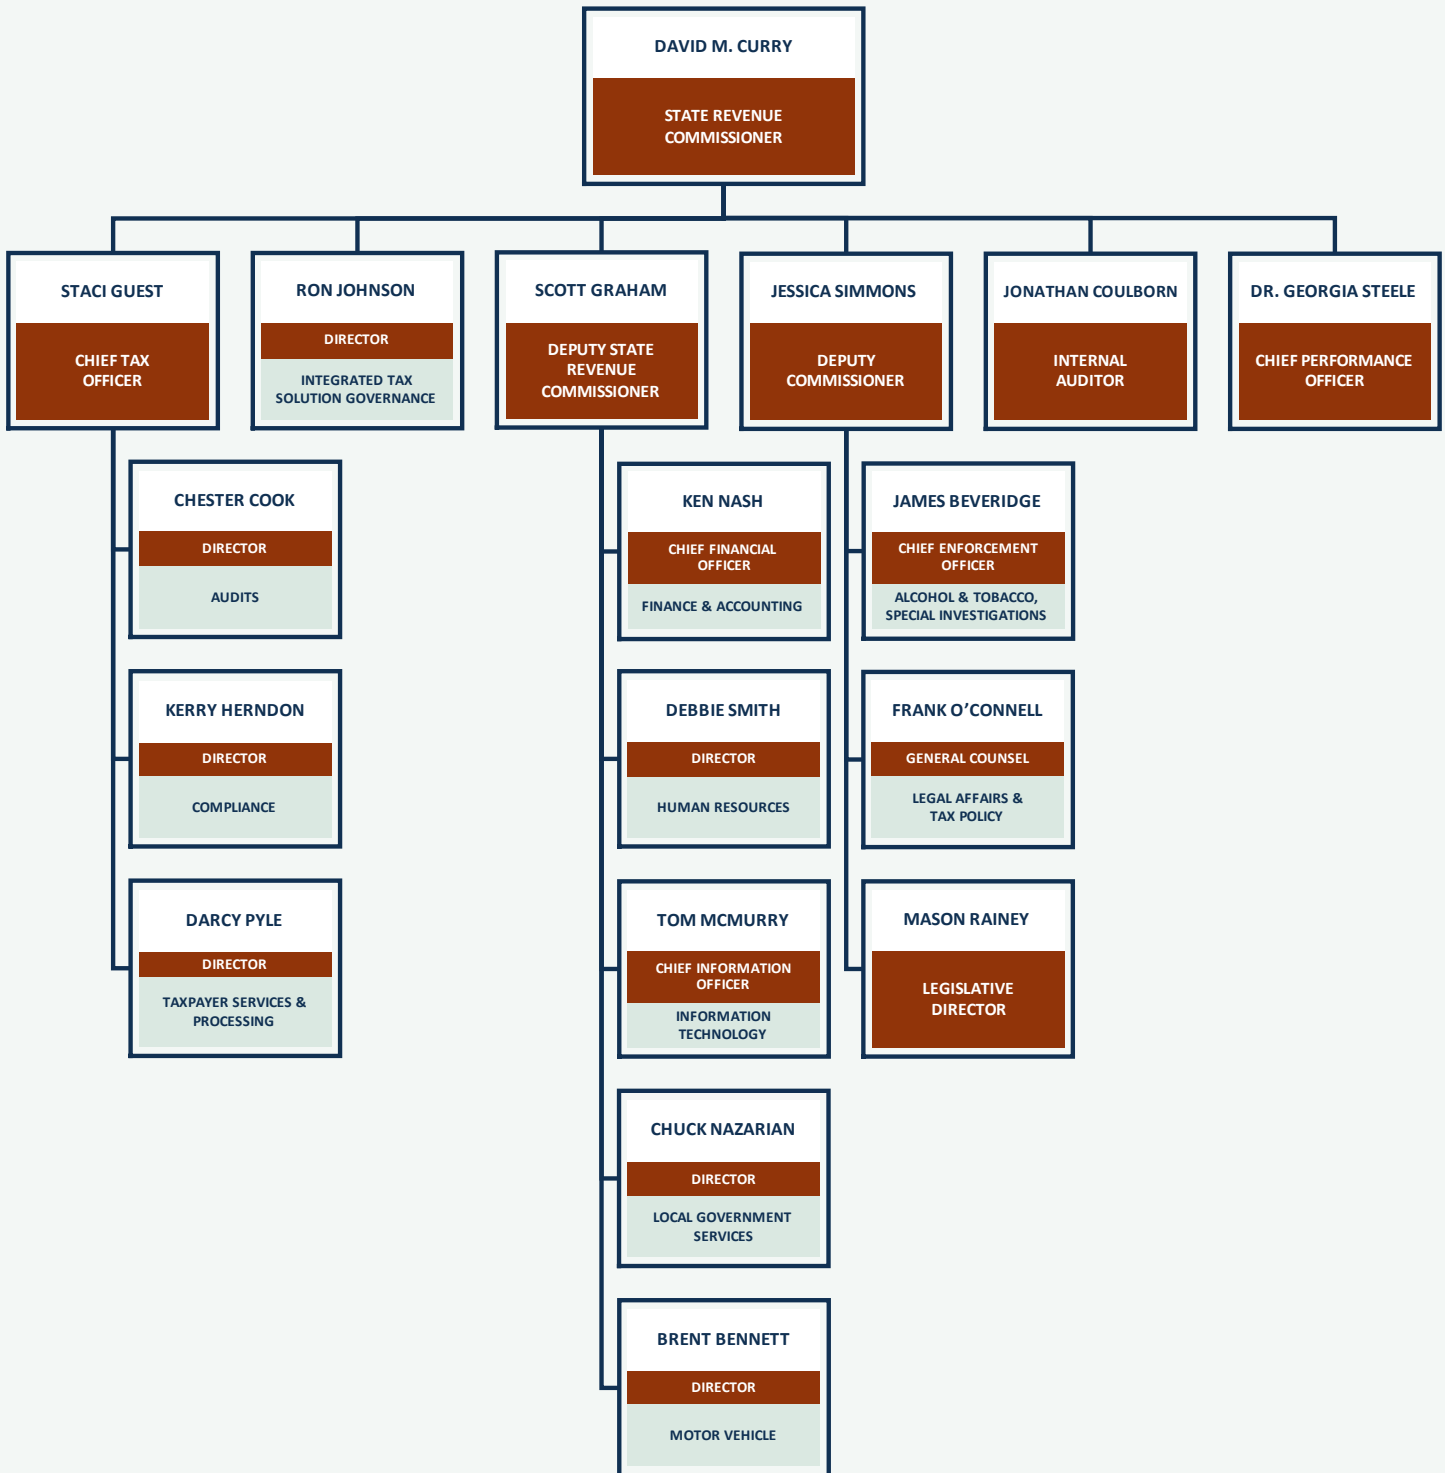 DAVID M. CURRY
STATE REVENUE
COMMISSIONER
STACI GUEST
CHIEF TAX
OFFICER
RON JOHNSON
DIRECTOR
INTEGRATED TAX
SOLUTION GOVERNANCE
SCOTT GRAHAM
DEPUTY STATE
REVENUE
COMMISSIONER
JESSICA SIMMONS
DEPUTY
COMMISSIONER
JONATHAN COULBORN
INTERNAL
AUDITOR
DR. GEORGIA STEELE
CHIEF PERFORMANCE
OFFICER
CHESTER COOK
DIRECTOR
AUDITS
KERRY HERNDON
DIRECTOR
COMPLIANCE
DARCY PYLE
DIRECTOR
TAXPAYER SERVICES &
PROCESSING
KEN NASH
CHIEF FINANCIAL
OFFICER
FINANCE & ACCOUNTING
DEBBIE SMITH
DIRECTOR
HUMAN RESOURCES
TOM MCMURRY
CHIEF INFORMATION
OFFICER
INFORMATION
TECHNOLOGY
CHUCK NAZARIAN
DIRECTOR
LOCAL GOVERNMENT
SERVICES
BRENT BENNETT
DIRECTOR
MOTOR VEHICLE
JAMES BEVERIDGE
CHIEF ENFORCEMENT
OFFICER
ALCOHOL & TOBACCO,
SPECIAL INVESTIGATIONS
FRANK O’CONNELL
GENERAL COUNSEL
LEGAL AFFAIRS &
TAX POLICY
MASON RAINEY
LEGISLATIVE
DIRECTOR